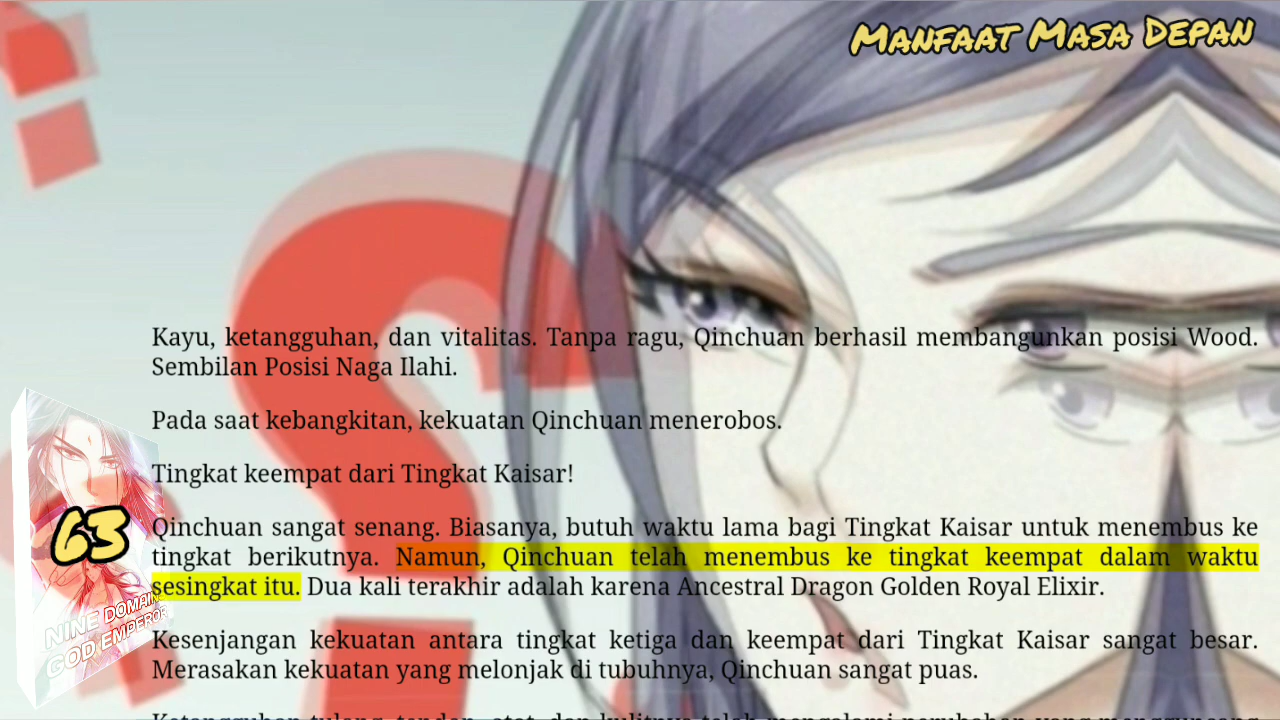 Manfaat Masa Depan
Kayu, ketangguhan, dan vitalitas. Tanpa ragu, Qinchuan berhasil membangunkan posisi Wood.
Sembilan Posisi Naga Ilahi.
Pada saat kebangkitan, kekuatan Qinchuan menerobos.
Tingkat keempat dari Tingkat Kaisar!
Qinchuan sangat senang. Biasanya, butuh waktu lama bagi Tingkat Kaisar untuk menembus ke
tingkat berikutnya. Namun, Qinchuan telah menembus ke tingkat keempat dalam waktu
sesingkat itu. Dua kali terakhir adalah karena Ancestral Dragon Golden Royal Elixir.
Kesenjangan kekuatan antara tingkat ketiga dan keempat dari Tingkat Kaisar sangat besar.
Merasakan kekuatan yang melonjak di tubuhnya, Qinchuan sangat puas.
63
NINE DOMAIN
GOD EMPEROR